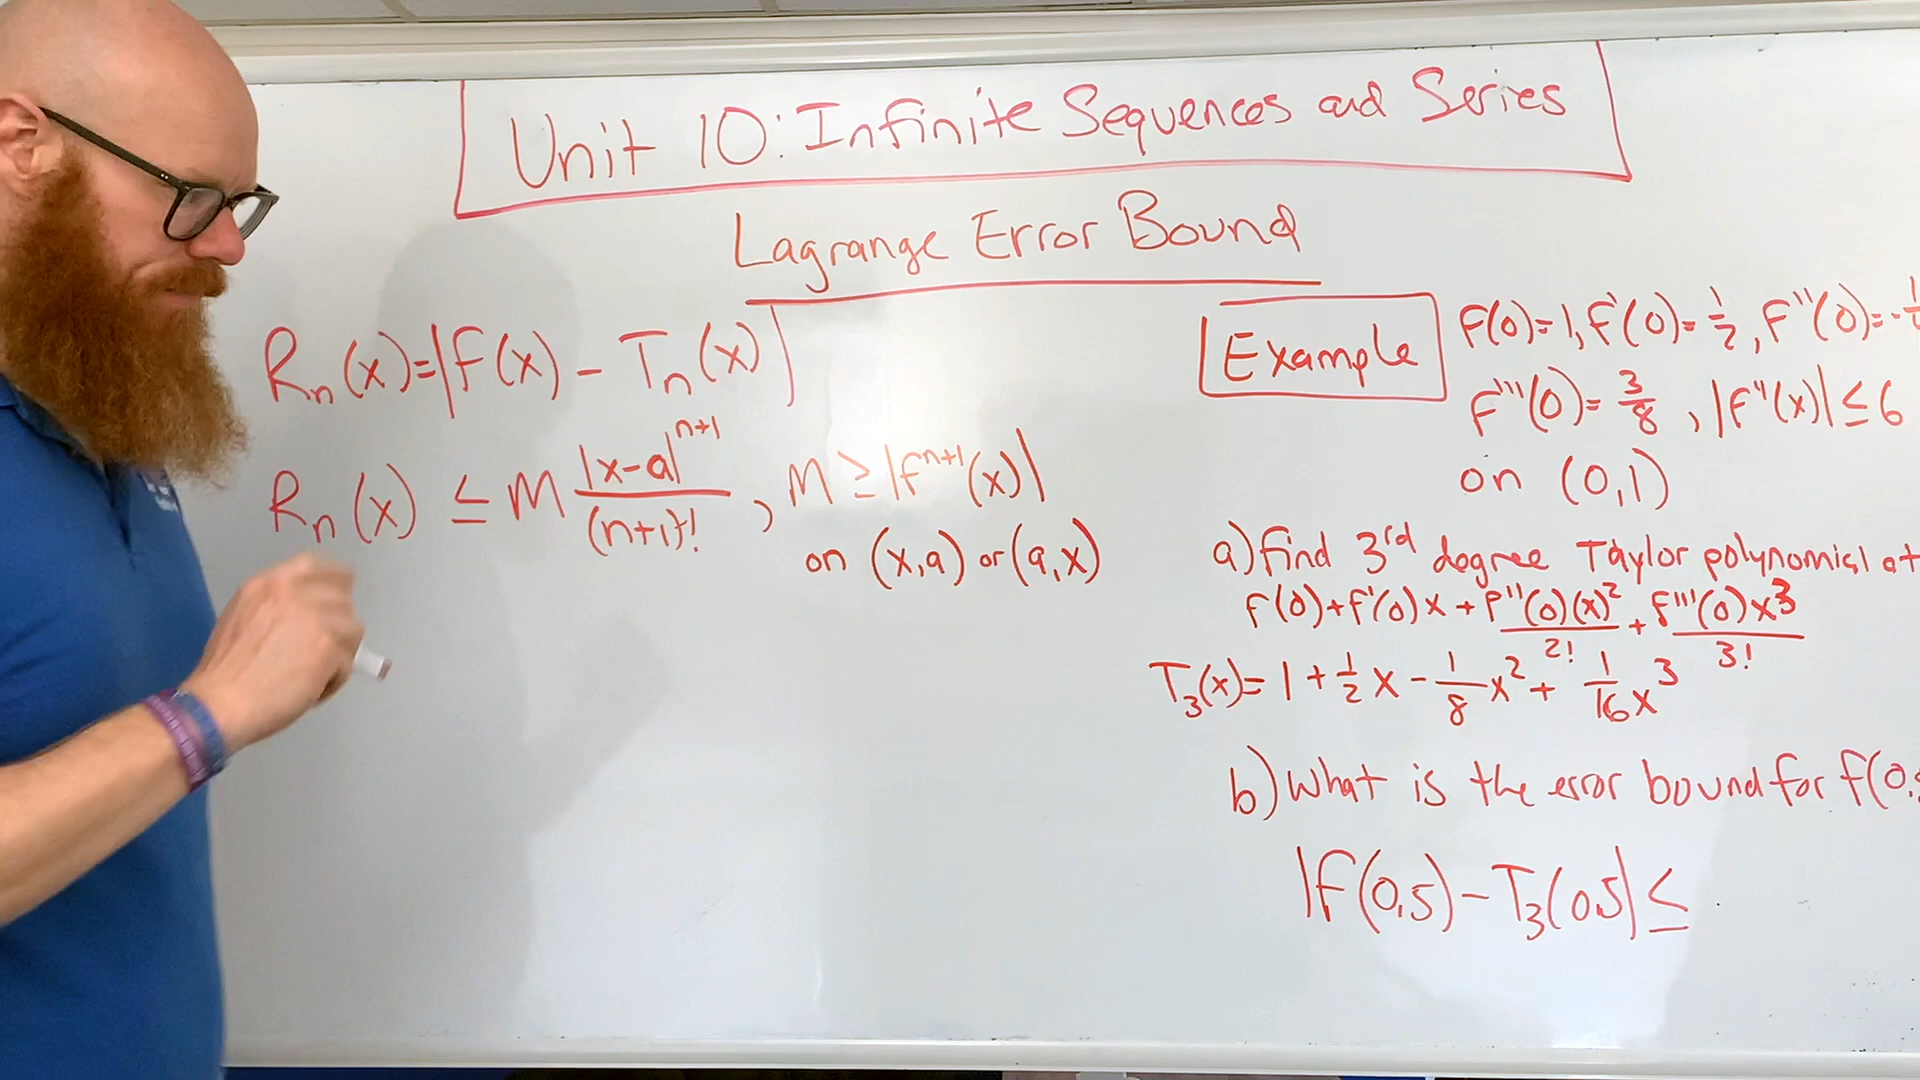 Unit 10: Infinite Sequences and Series
Lagrange Error Bound
Rn(x)=|f(x) - Tn(x)|
Rn(x) ≤ M |x-a|^n+1 / (n+1)! , M ≥ |f^n+1(x)|
on (x,a) or (a,x)
Example
f(0)=1, f'(0)=1/2, f''(0)=-
f'''(0)=3/8, |f''(x)| ≤ 6
on (0,1)
a) find 3rd degree Taylor polynomial at
f(0)+f'(0)x + f''(0)(x)²/2! + f'''(0)x³/3!
T₃(x)= 1 + 1/2 x - 1/8 x² + 1/16 x³
b) What is the error bound for f(0.
|f(0.5) - T₃(0.5| ≤